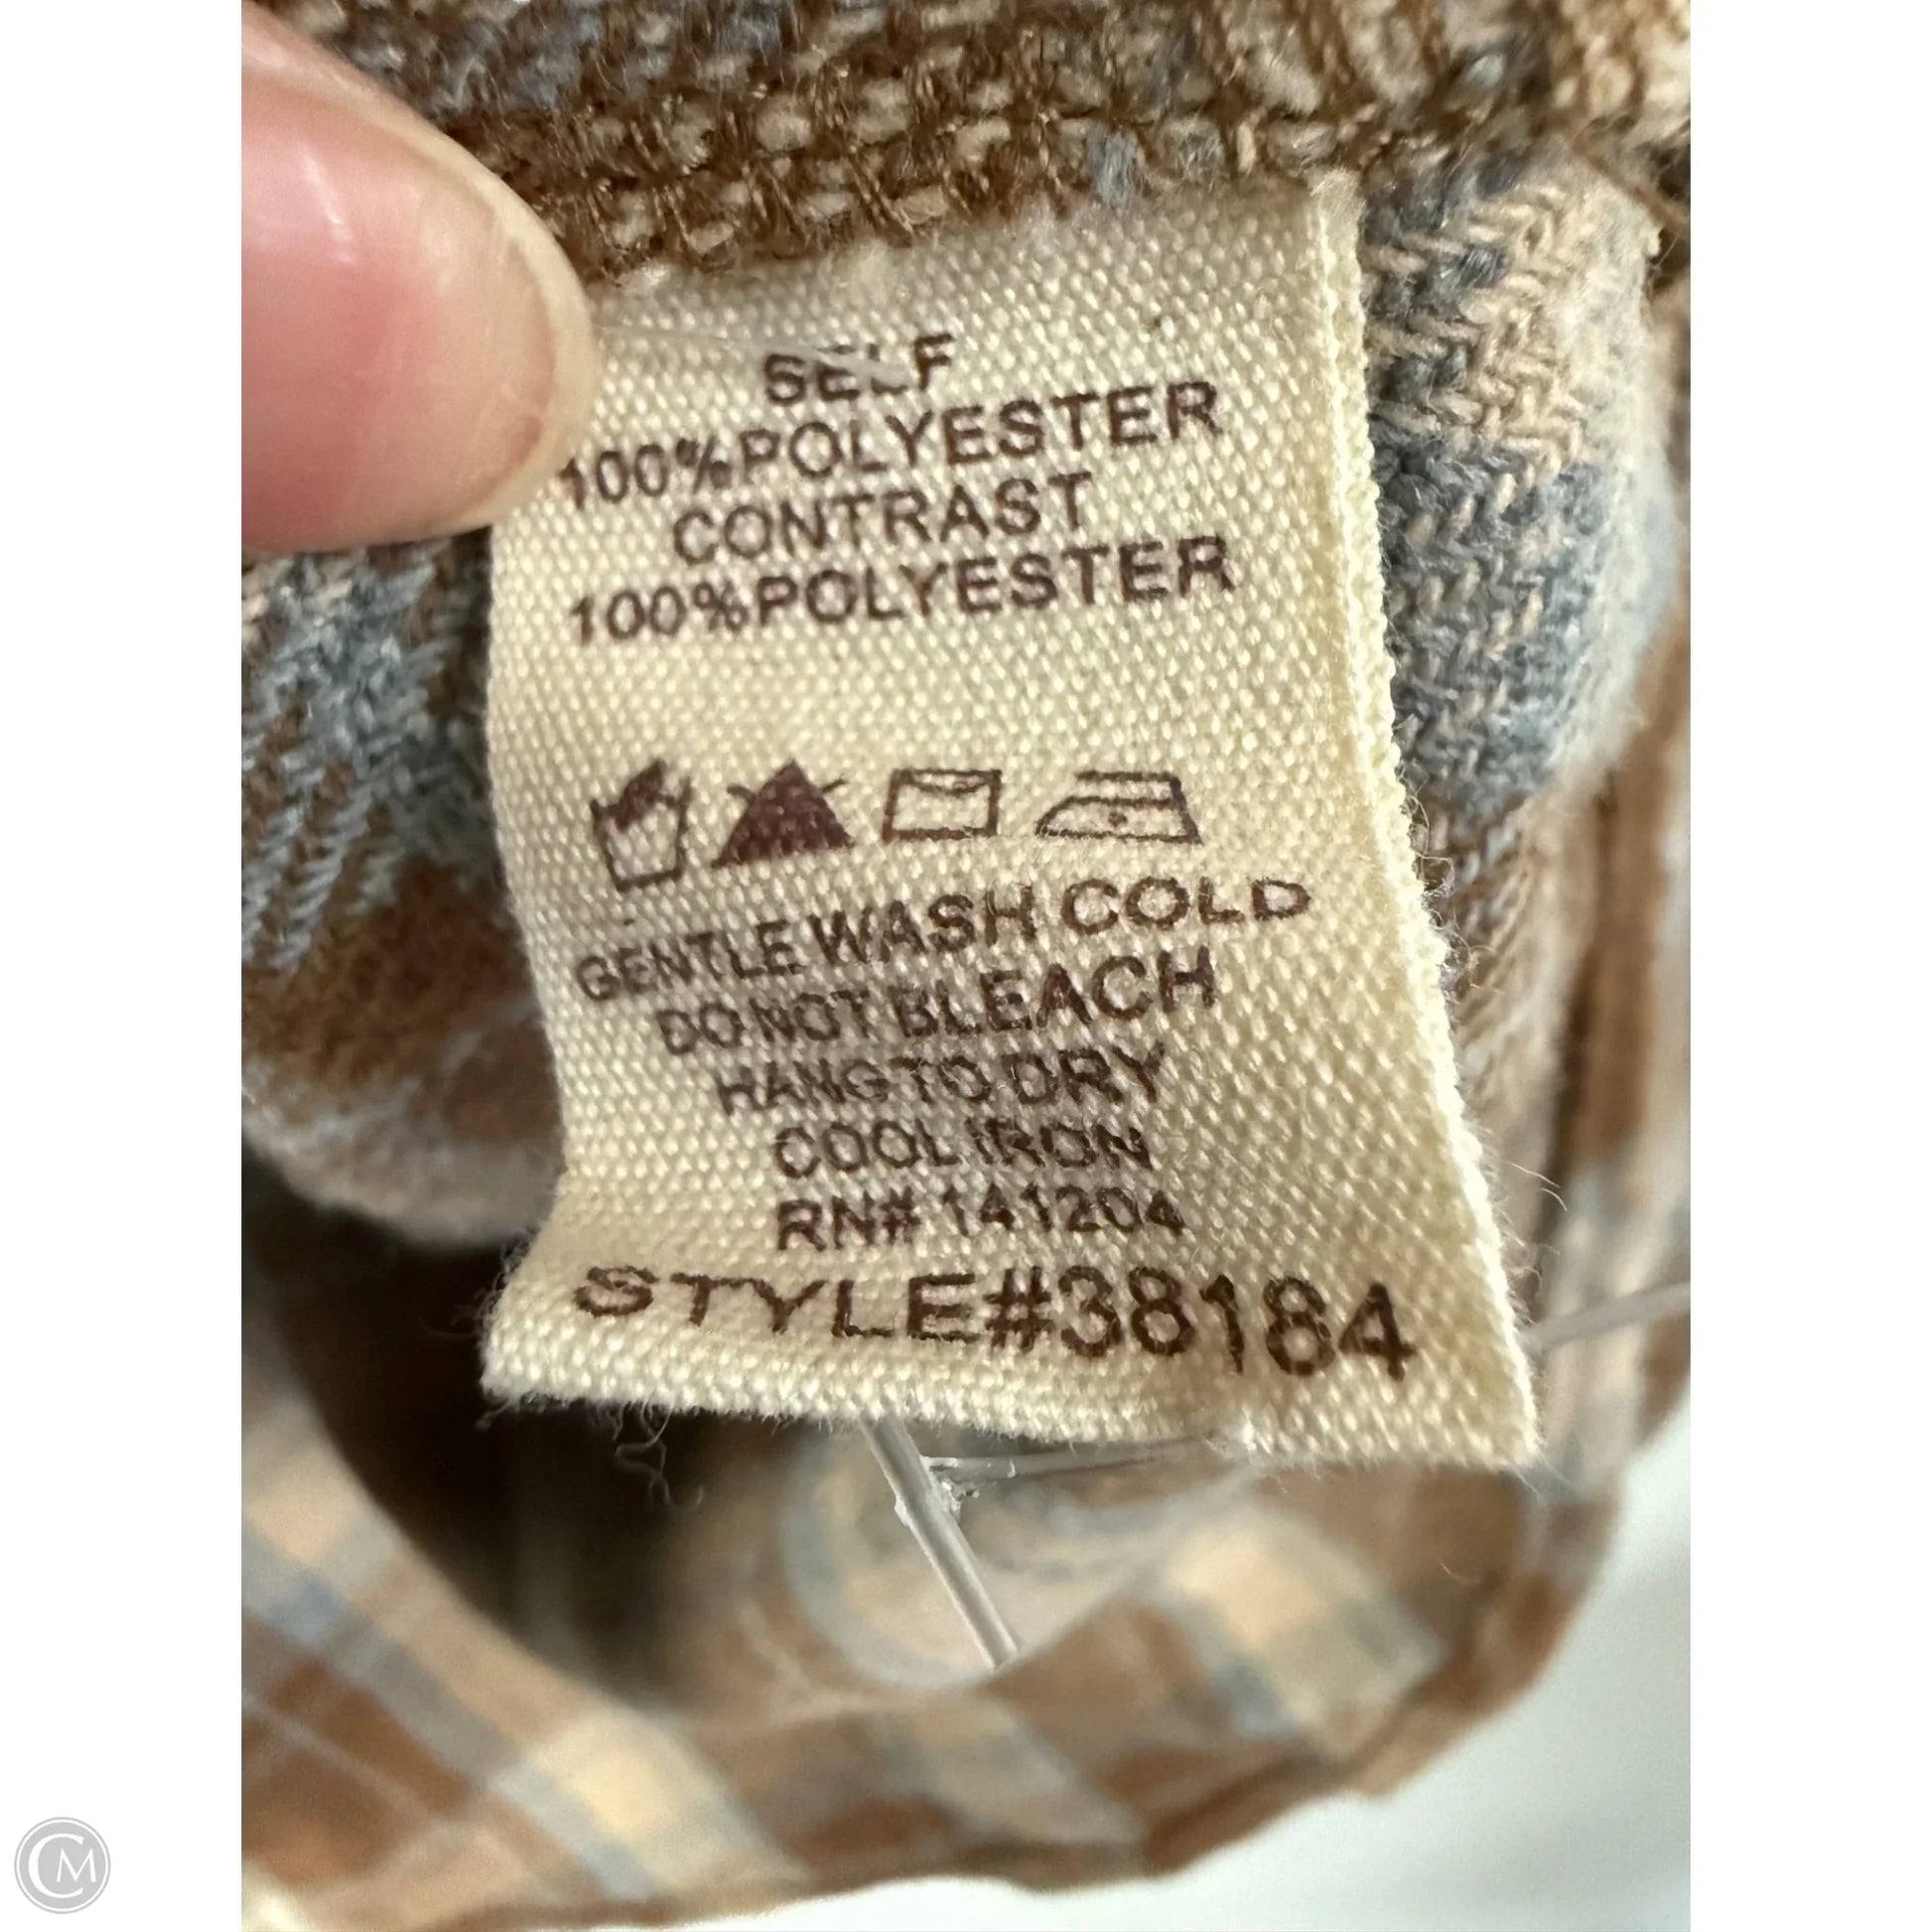 SELF
100%POLYESTER
CONTRAST
100%POLYESTER
GENTLE WASH COLD
DO NOT BLEACH
HANG TO DRY
COOL IRON
RN# 141204
STYLE#38184
CM